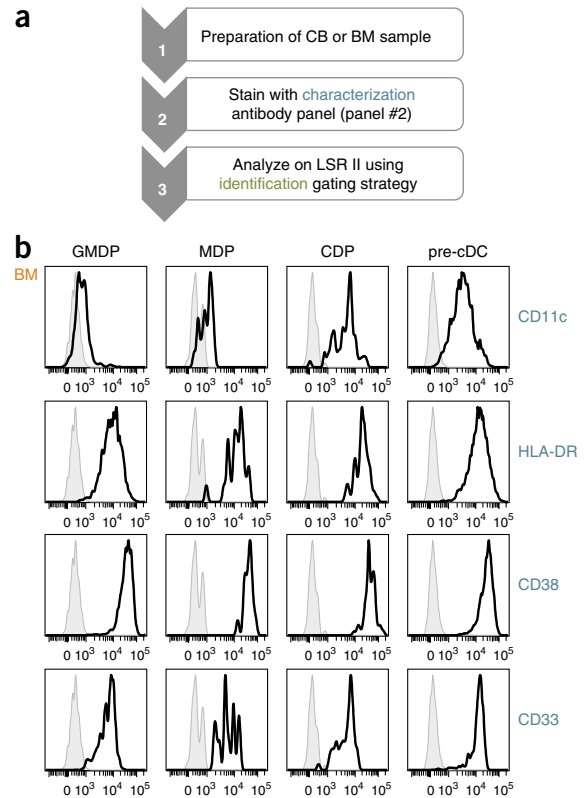 a
1
Preparation of CB or BM sample
2
Stain with characterization
antibody panel (panel #2)
3
Analyze on LSR II using
identification gating strategy
b
GMDP MDP CDP pre-cDC
BM
CD11c
0 10³ 10⁴ 10⁵ 0 10³ 10⁴ 10⁵ 0 10³ 10⁴ 10⁵ 0 10³ 10⁴ 10⁵
HLA-DR
0 10³ 10⁴ 10⁵ 0 10³ 10⁴ 10⁵ 0 10³ 10⁴ 10⁵ 0 10³ 10⁴ 10⁵
CD38
0 10³ 10⁴ 10⁵ 0 10³ 10⁴ 10⁵ 0 10³ 10⁴ 10⁵ 0 10³ 10⁴ 10⁵
CD33
0 10³ 10⁴ 10⁵ 0 10³ 10⁴ 10⁵ 0 10³ 10⁴ 10⁵ 0 10³ 10⁴ 10⁵